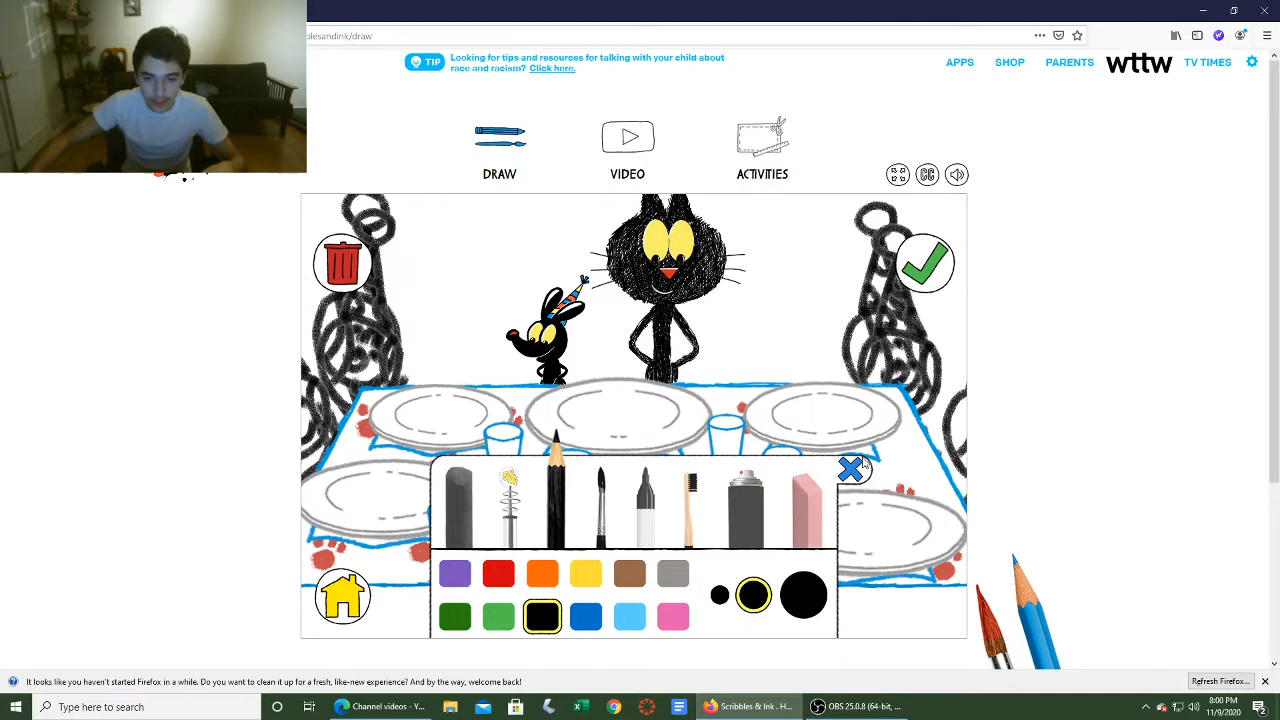 blesandink/draw
TIP
Looking for tips and resources for talking with your child about
race and racism? Click here.
APPS SHOP PARENTS wttw TV TIMES
DRAW VIDEO ACTIVITIES
CC
It looks like you haven't started Firefox in a while. Do you want to clean it up for a fresh, like-new experience? And by the way, welcome back!
Refresh Firefox...
Type here to search
Channel videos - Y...
Scribbles & Ink . H...
OBS 25.0.8 (64-bit, ...
8:00 PM
11/9/2020
2